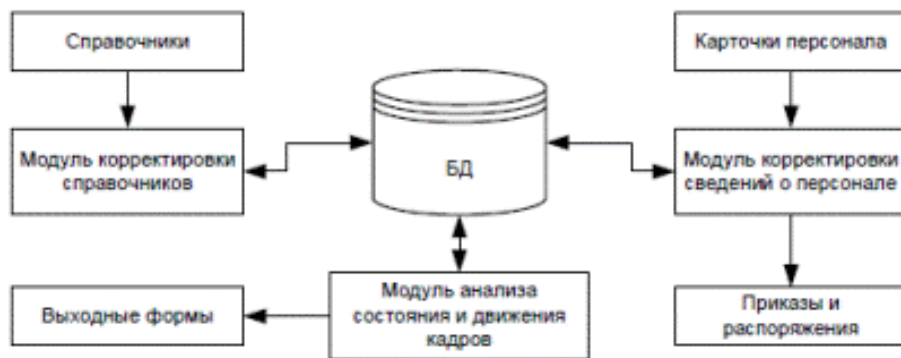 Справочники
Карточки персонала
Модуль корректировки
справочников
БД
Модуль корректировки
сведений о персонале
Выходные формы
Модуль анализа
состояния и движения
кадров
Приказы и
распоряжения